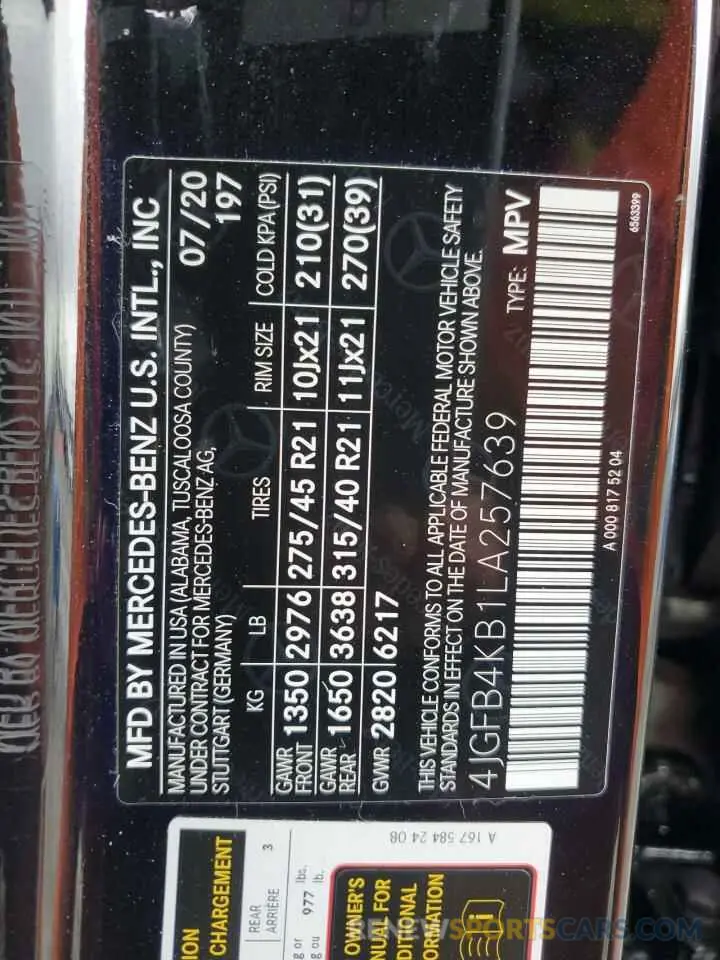 MFD BY MERCEDES-BENZ U.S. INTL., INC
MANUFACTURED IN USA (ALABAMA, TUSCALOOSA COUNTY)
UNDER CONTRACT FOR MERCEDES-BENZ AG,
STUTTGART (GERMANY)
07/20
197
KG LB TIRES RIM SIZE COLD KPA (PSI)
GAWR FRONT 1350 2976 275/45 R21 10Jx21 210(31)
GAWR REAR 1650 3638 315/40 R21 11Jx21 270(39)
GVWR 2820 6217
THIS VEHICLE CONFORMS TO ALL APPLICABLE FEDERAL MOTOR VEHICLE SAFETY
STANDARDS IN EFFECT ON THE DATE OF MANUFACTURE SHOWN ABOVE.
4JGFB4KB1LA257639 TYPE: MPV
A 000 817 52 04
6563399
A 167 584 24 08
CHARGEMENT
REAR
ARRIÈRE
3
977 lbs.
lb.
OWNER'S
FOR
RENEWSPORTSCARS.COM